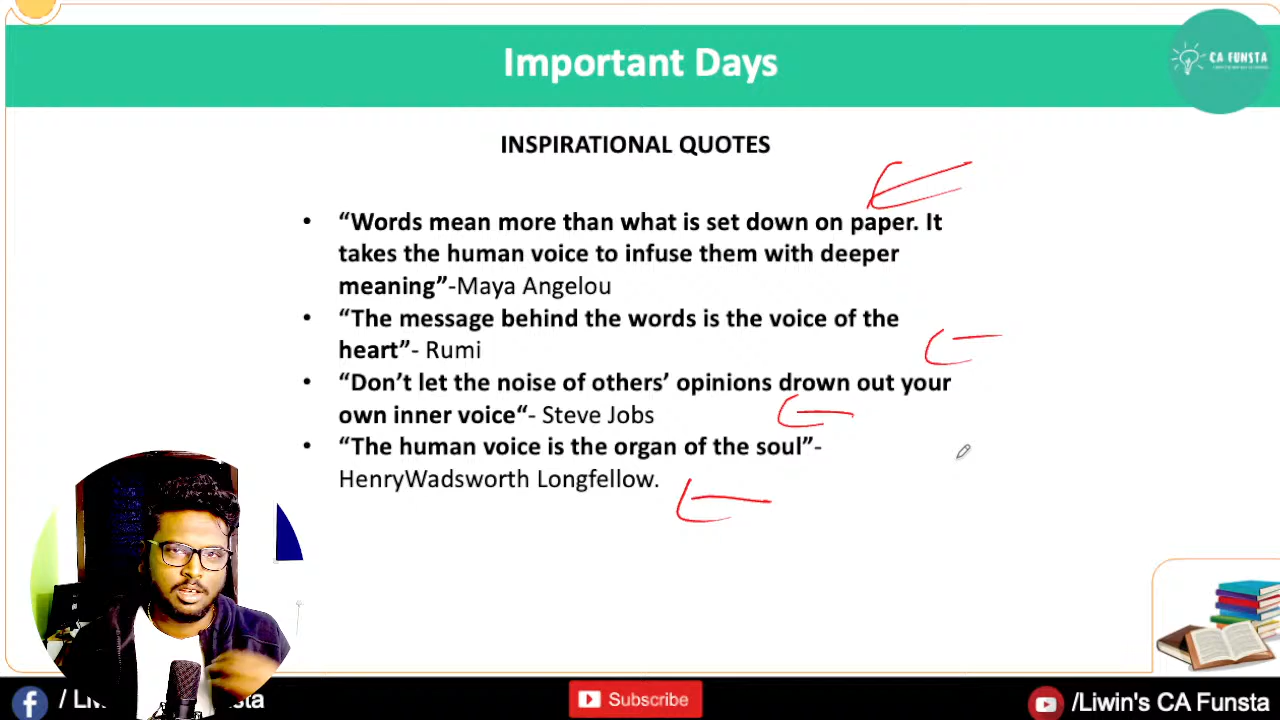 Important Days
CA FUNSTA
INSPIRATIONAL QUOTES
• “Words mean more than what is set down on paper. It
takes the human voice to infuse them with deeper
meaning”-Maya Angelou
• “The message behind the words is the voice of the
heart”- Rumi
• “Don’t let the noise of others’ opinions drown out your
own inner voice“- Steve Jobs
• “The human voice is the organ of the soul”-
HenryWadsworth Longfellow.
/ Liw Funsta
Subscribe
/Liwin's CA Funsta